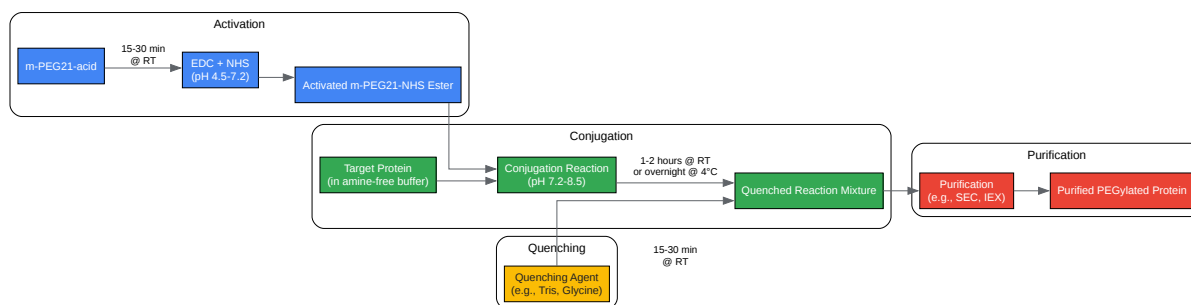 Activation
m-PEG21-acid
15-30 min
@ RT
EDC + NHS
(pH 4.5-7.2)
Activated m-PEG21-NHS Ester
Conjugation
Target Protein
(in amine-free buffer)
Conjugation Reaction
(pH 7.2-8.5)
1-2 hours @ RT
or overnight @ 4°C
Quenched Reaction Mixture
Purification
Purification
(e.g., SEC, IEX)
Purified PEGylated Protein
Quenching
Quenching Agent
(e.g., Tris, Glycine)
15-30 min
@ RT